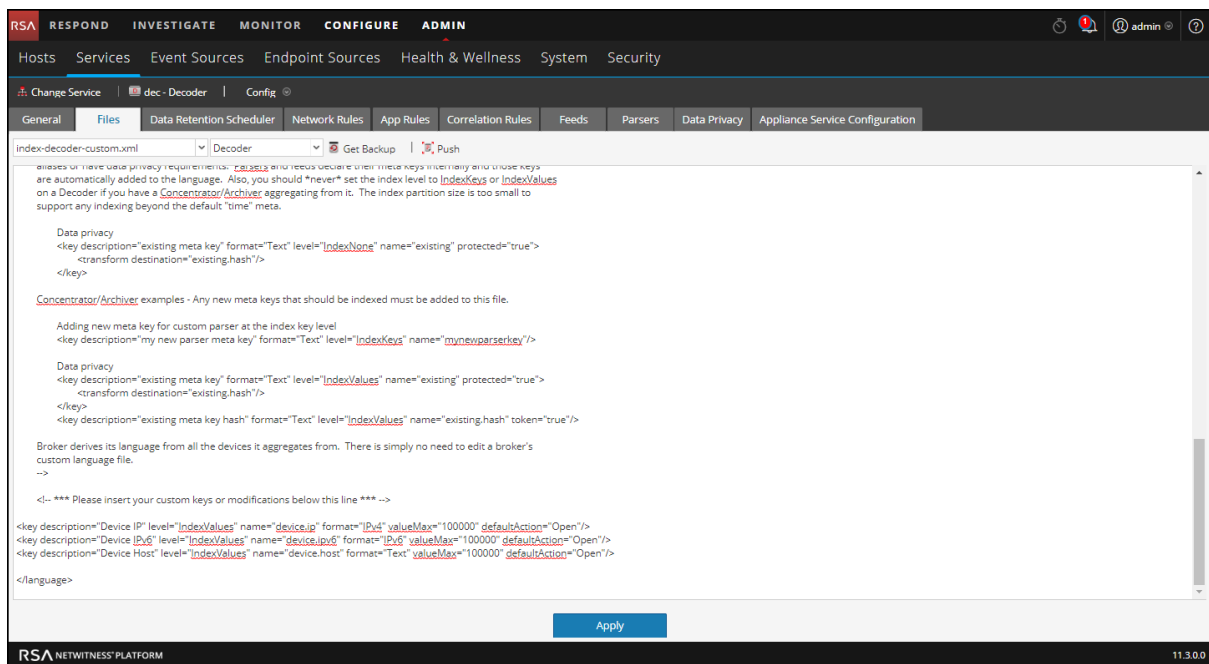 RSA RESPOND INVESTIGATE MONITOR CONFIGURE ADMIN 1 admin ?
Hosts Services Event Sources Endpoint Sources Health & Wellness System Security
Change Service | dec - Decoder | Config
General Files Data Retention Scheduler Network Rules App Rules Correlation Rules Feeds Parsers Data Privacy Appliance Service Configuration
index-decoder-custom.xml Decoder Get Backup | Push
aliases or have data privacy requirements. Parsers and feeds declare their meta keys internally and those keys
are automatically added to the language. Also, you should *never* set the index level to IndexKeys or IndexValues
on a Decoder if you have a Concentrator/Archiver aggregating from it. The index partition size is too small to
support any indexing beyond the default "time" meta.
Data privacy
<key description="existing meta key" format="Text" level="IndexNone" name="existing" protected="true">
<transform destination="existing.hash"/>
</key>
Concentrator/Archiver examples - Any new meta keys that should be indexed must be added to this file.
Adding new meta key for custom parser at the index key level
<key description="my new parser meta key" format="Text" level="IndexKeys" name="mynewparserkey"/>
Data privacy
<key description="existing meta key" format="Text" level="IndexValues" name="existing" protected="true">
<transform destination="existing.hash"/>
</key>
<key description="existing meta key hash" format="Text" level="IndexValues" name="existing.hash" token="true"/>
Broker derives its language from all the devices it aggregates from. There is simply no need to edit a broker's
custom language file.
-->
<!-- *** Please insert your custom keys or modifications below this line *** -->
<key description="Device IP" level="IndexValues" name="device.ip" format="IPv4" valueMax="100000" defaultAction="Open"/>
<key description="Device IPv6" level="IndexValues" name="device.ipv6" format="IPv6" valueMax="100000" defaultAction="Open"/>
<key description="Device Host" level="IndexValues" name="device.host" format="Text" valueMax="100000" defaultAction="Open"/>
</language>
Apply
RSA NETWITNESS® PLATFORM 11.3.0.0